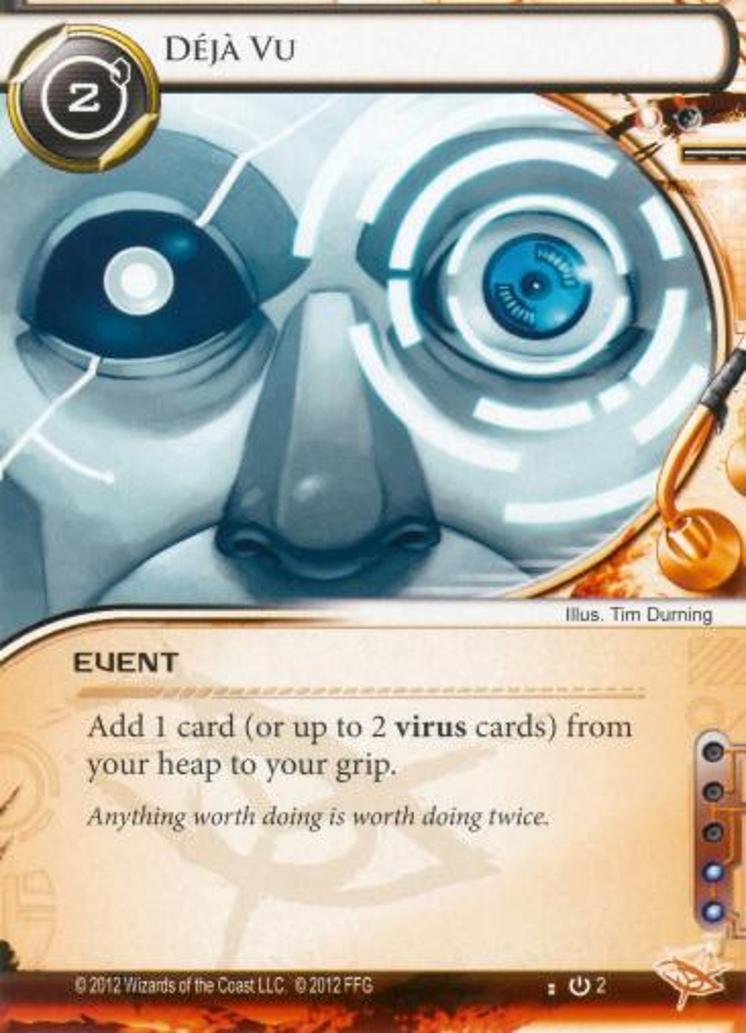 DÉJÀ VU
2
Illus. Tim Durning
EVENT
Add 1 card (or up to 2 virus cards) from
your heap to your grip.
Anything worth doing is worth doing twice.
© 2012 Wizards of the Coast LLC. © 2012 FFG
2